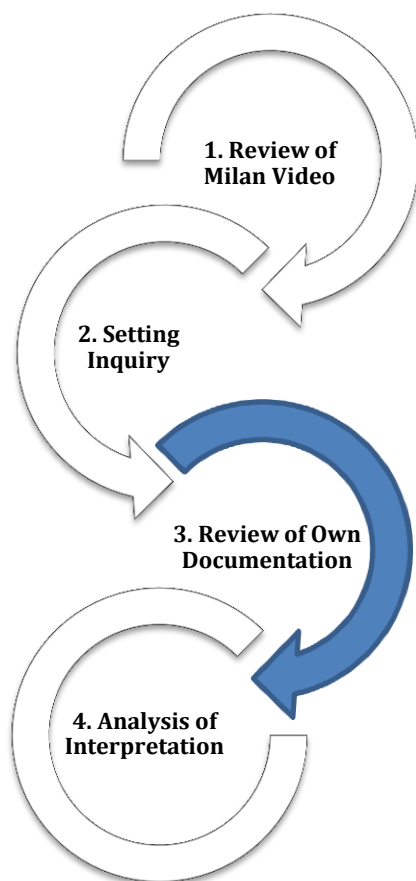 1. Review of
Milan Video
2. Setting
Inquiry
3. Review of Own
Documentation
4. Analysis of
Interpretation